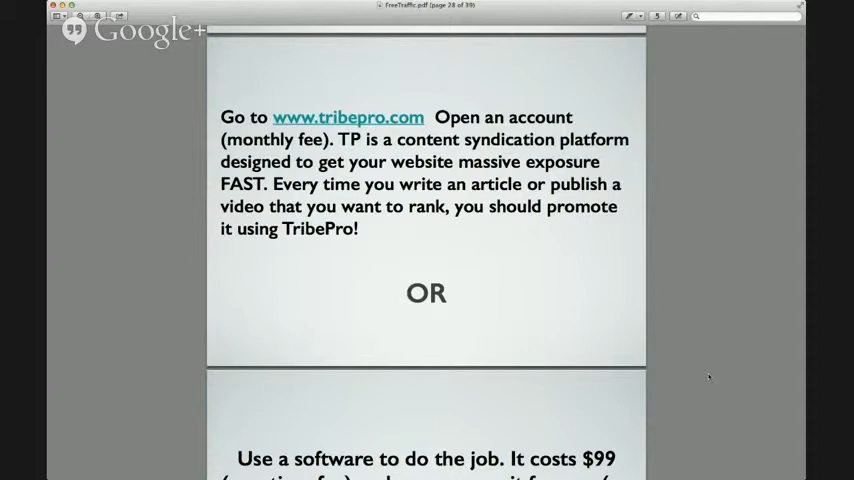 FreeTraffic.pdf (page 28 of 39)
Google+
Go to www.tribepro.com Open an account
(monthly fee). TP is a content syndication platform
designed to get your website massive exposure
FAST. Every time you write an article or publish a
video that you want to rank, you should promote
it using TribePro!
OR
Use a software to do the job. It costs $99